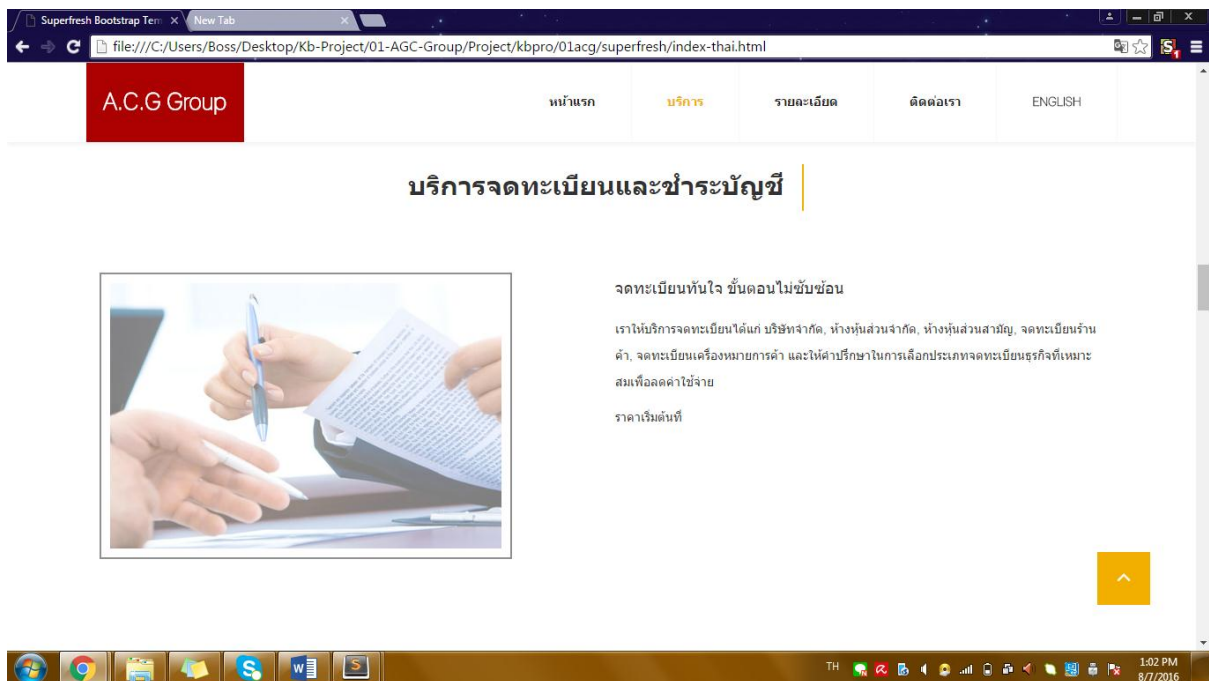 Superfresh Bootstrap Tem
New Tab
file:///C:/Users/Boss/Desktop/Kb-Project/01-AGC-Group/Project/kbpro/01acg/superfresh/index-thai.html
A.C.G Group
หน้าแรก
บริการ
รายละเอียด
ติดต่อเรา
ENGLISH
บริการจดทะเบียนและชำระบัญชี
จดทะเบียนทันใจ ขั้นตอนไม่ซับซ้อน
เราให้บริการจดทะเบียนได้แก่ บริษัทจำกัด, ห้างหุ้นส่วนจำกัด, ห้างหุ้นส่วนสามัญ, จดทะเบียนร้าน
ค้า, จดทะเบียนเครื่องหมายการค้า และให้คำปรึกษาในการเลือกประเภทจดทะเบียนธุรกิจที่เหมาะ
สมเพื่อลดค่าใช้จ่าย
ราคาเริ่มต้นที่
TH
1:02 PM
8/7/2016